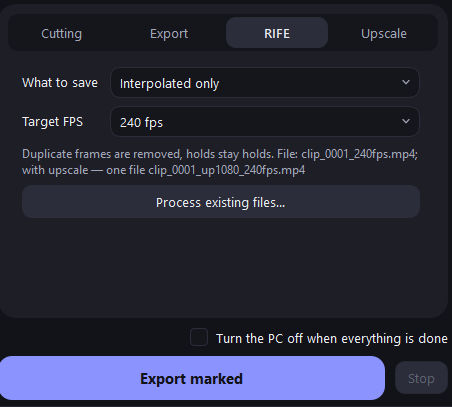 Cutting Export RIFE Upscale
What to save Interpolated only
Target FPS 240 fps
Duplicate frames are removed, holds stay holds. File: clip_0001_240fps.mp4;
with upscale — one file clip_0001_up1080_240fps.mp4
Process existing files...
Turn the PC off when everything is done
Export marked Stop